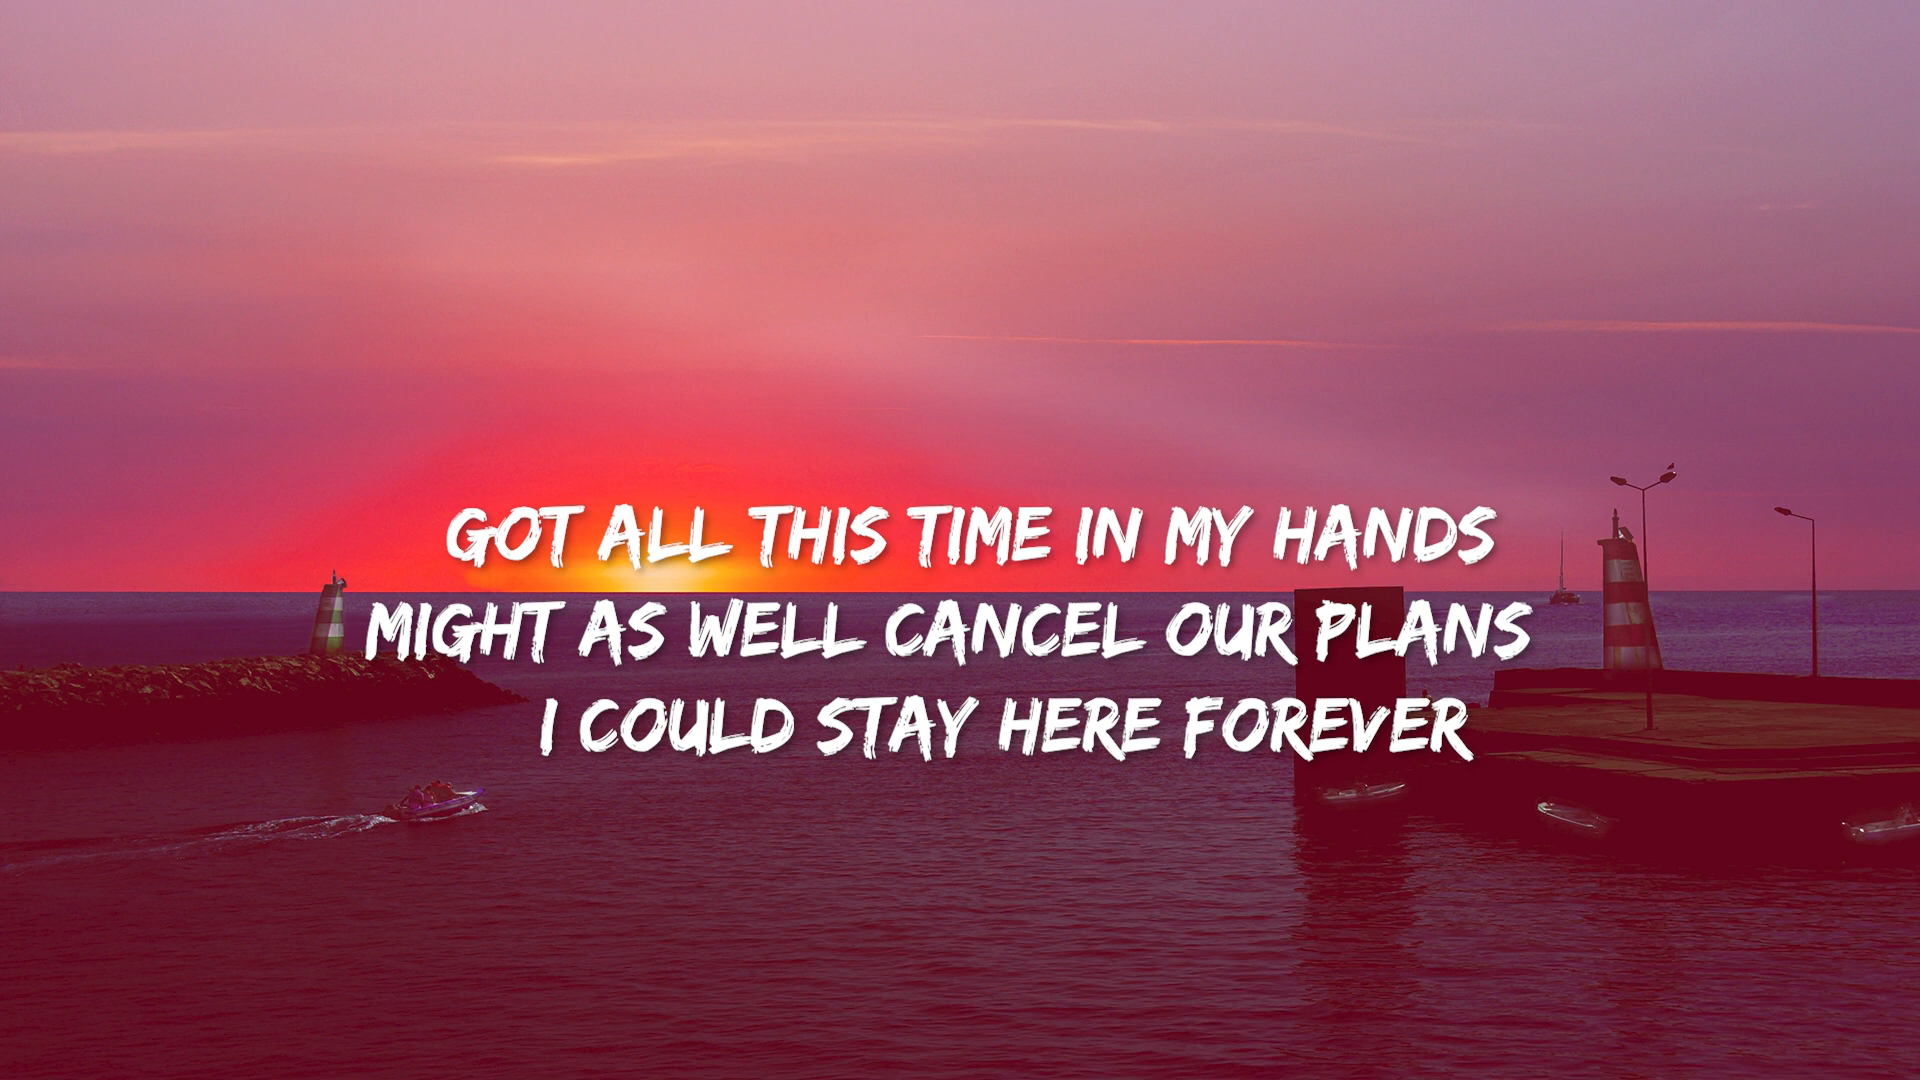 GOT ALL THIS TIME IN MY HANDS
MIGHT AS WELL CANCEL OUR PLANS
I COULD STAY HERE FOREVER